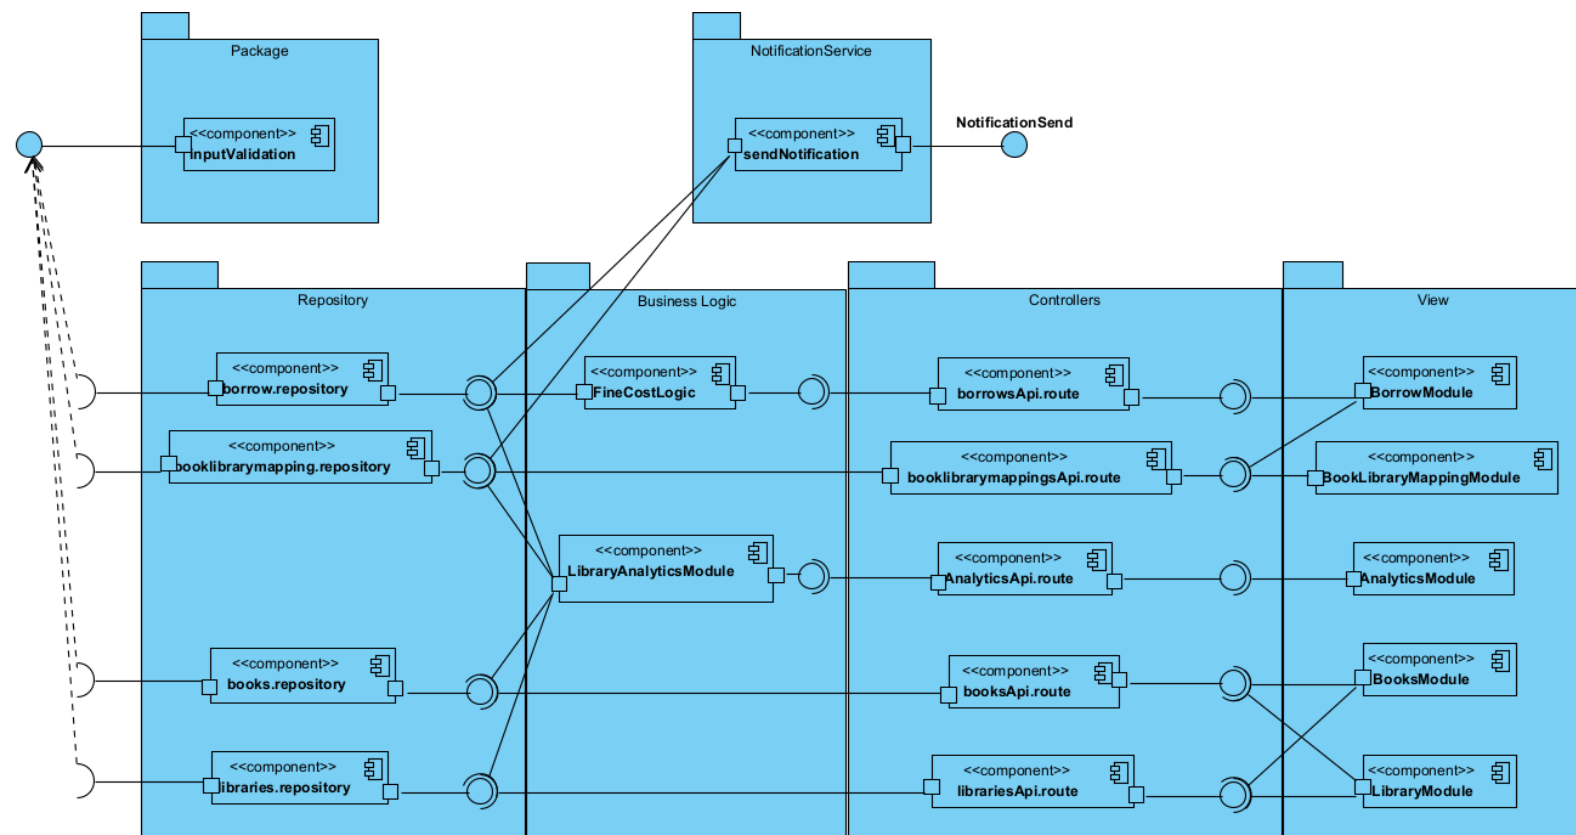 Package
NotificationService
<<component>>
inputValidation
<<component>>
sendNotification
NotificationSend
Repository
Business Logic
Controllers
View
<<component>>
borrow.repository
<<component>>
FineCostLogic
<<component>>
borrowsApi.route
<<component>>
BorrowModule
<<component>>
booklibrarymapping.repository
<<component>>
booklibrarymappingsApi.route
<<component>>
BookLibraryMappingModule
<<component>>
LibraryAnalyticsModule
<<component>>
AnalyticsApi.route
<<component>>
AnalyticsModule
<<component>>
books.repository
<<component>>
booksApi.route
<<component>>
BooksModule
<<component>>
libraries.repository
<<component>>
librariesApi.route
<<component>>
LibraryModule